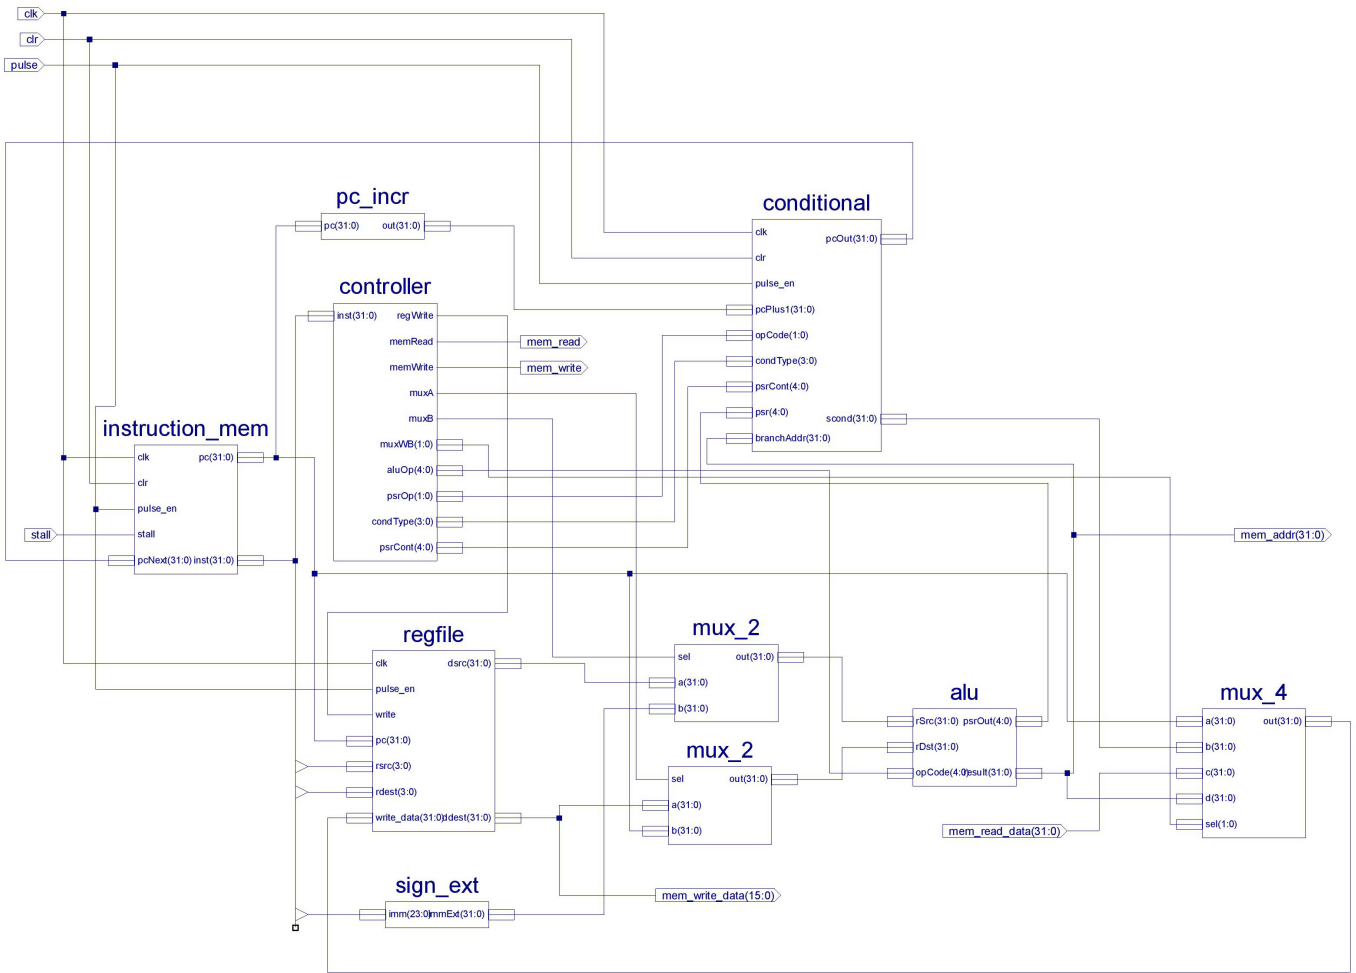 clk
clr
pulse
pc_incr
pc(31:0) out(31:0)
conditional
clk
pcOut(31:0)
clr
pulse_en
pcPlus1(31:0)
opCode(1:0)
condType(3:0)
psrCont(4:0)
psr(4:0)
scond(31:0)
branchAddr(31:0)
controller
inst(31:0) regWrite
memRead
memWrite
muxA
muxB
muxWB(1:0)
aluOp(4:0)
psrOp(1:0)
condType(3:0)
psrCont(4:0)
mem_read
mem_write
instruction_mem
clk pc(31:0)
clr
pulse_en
stall
pcNext(31:0) inst(31:0)
stall
mem_addr(31:0)
regfile
clk dsrc(31:0)
pulse_en
write
pc(31:0)
rsrc(3:0)
rdest(3:0)
write_data(31:0) ddest(31:0)
mux_2
sel out(31:0)
a(31:0)
b(31:0)
mux_2
sel out(31:0)
a(31:0)
b(31:0)
alu
rSrc(31:0) psrOut(4:0)
rDst(31:0)
opCode(4:0) result(31:0)
mux_4
a(31:0) out(31:0)
b(31:0)
c(31:0)
d(31:0)
sel(1:0)
mem_read_data(31:0)
sign_ext
imm(23:0) immExt(31:0)
mem_write_data(15:0)